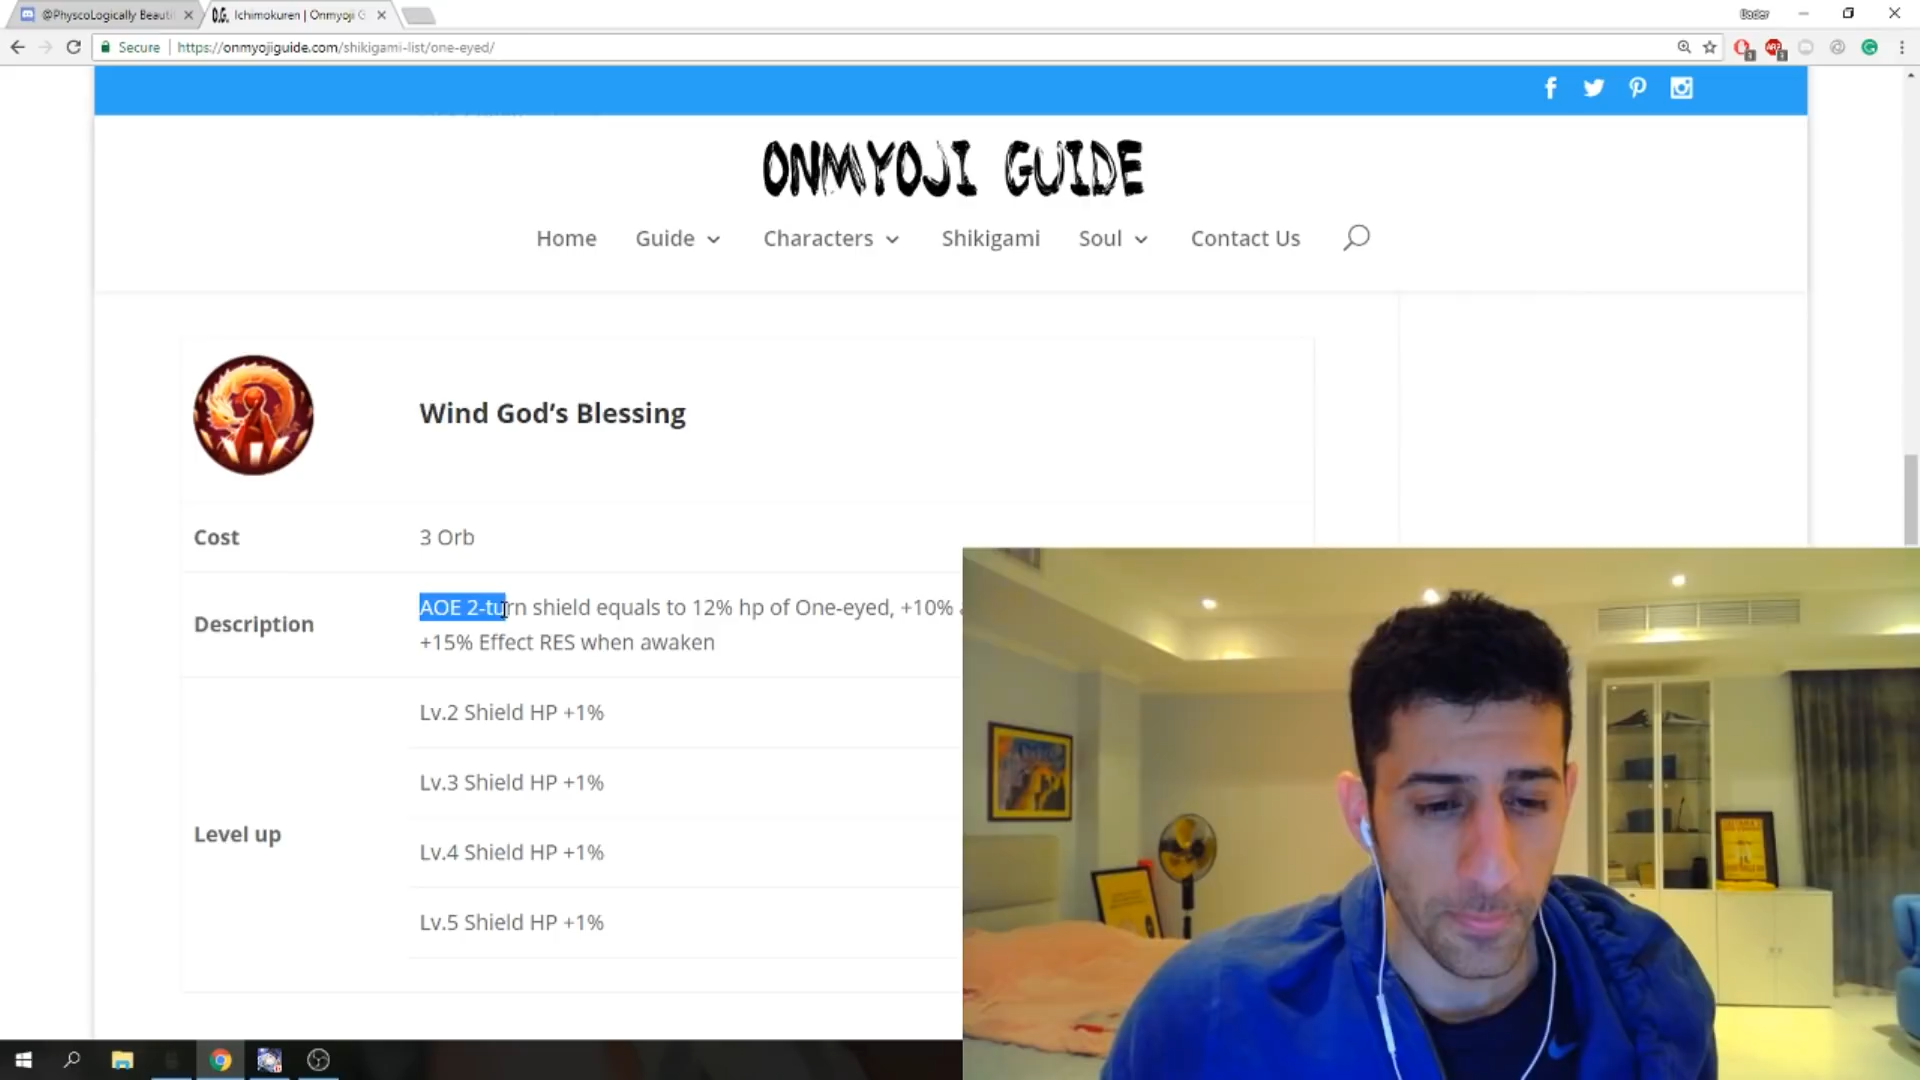 @PhyscoLogically Beauti
Ichimokuren | Onmyoji G
Secure
https://onmyojiguide.com/shikigami-list/one-eyed/
ONMYOJI GUIDE
Home
Guide
Characters
Shikigami
Soul
Contact Us
Wind God’s Blessing
Cost
3 Orb
Description
AOE 2-turn shield equals to 12% hp of One-eyed, +10%
+15% Effect RES when awaken
Level up
Lv.2 Shield HP +1%
Lv.3 Shield HP +1%
Lv.4 Shield HP +1%
Lv.5 Shield HP +1%